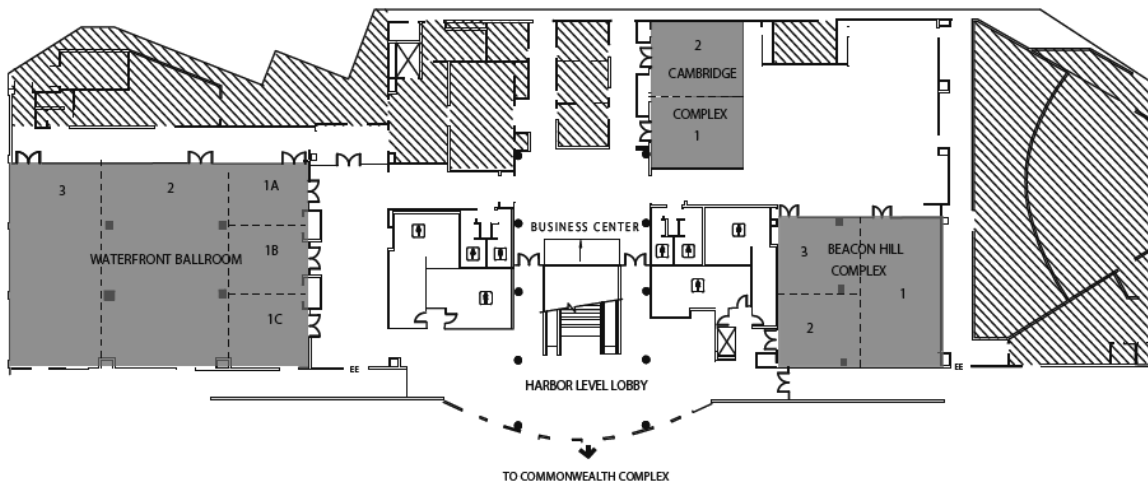 2
CAMBRIDGE
COMPLEX
1
3
2
1A
WATERFRONT BALLROOM
1B
1C
BUSINESS CENTER
3
BEACON HILL
COMPLEX
1
2
EE
EE
HARBOR LEVEL LOBBY
TO COMMONWEALTH COMPLEX